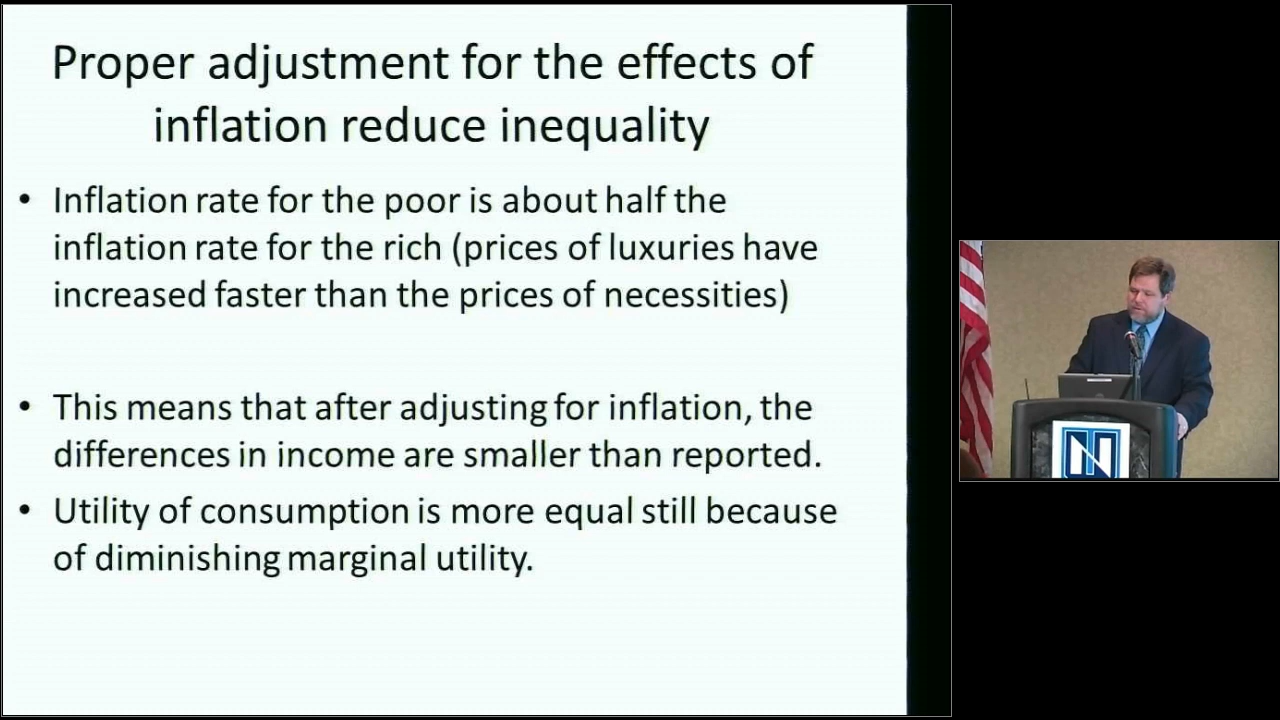 Proper adjustment for the effects of
inflation reduce inequality
• Inflation rate for the poor is about half the
inflation rate for the rich (prices of luxuries have
increased faster than the prices of necessities)
• This means that after adjusting for inflation, the
differences in income are smaller than reported.
• Utility of consumption is more equal still because
of diminishing marginal utility.